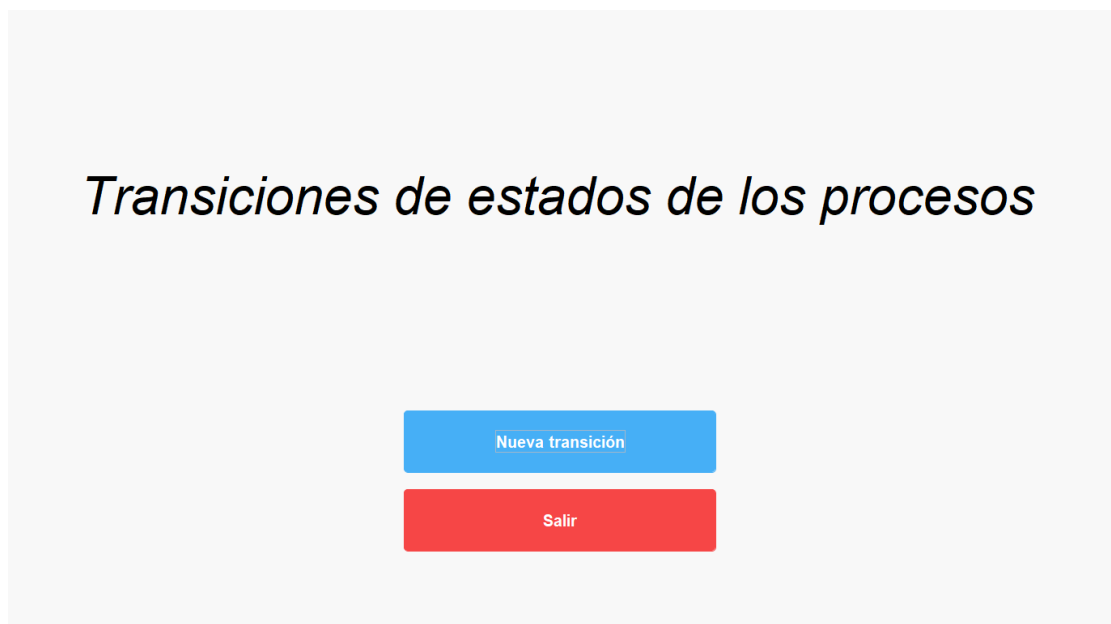 Transiciones de estados de los procesos
Nueva transición
Salir